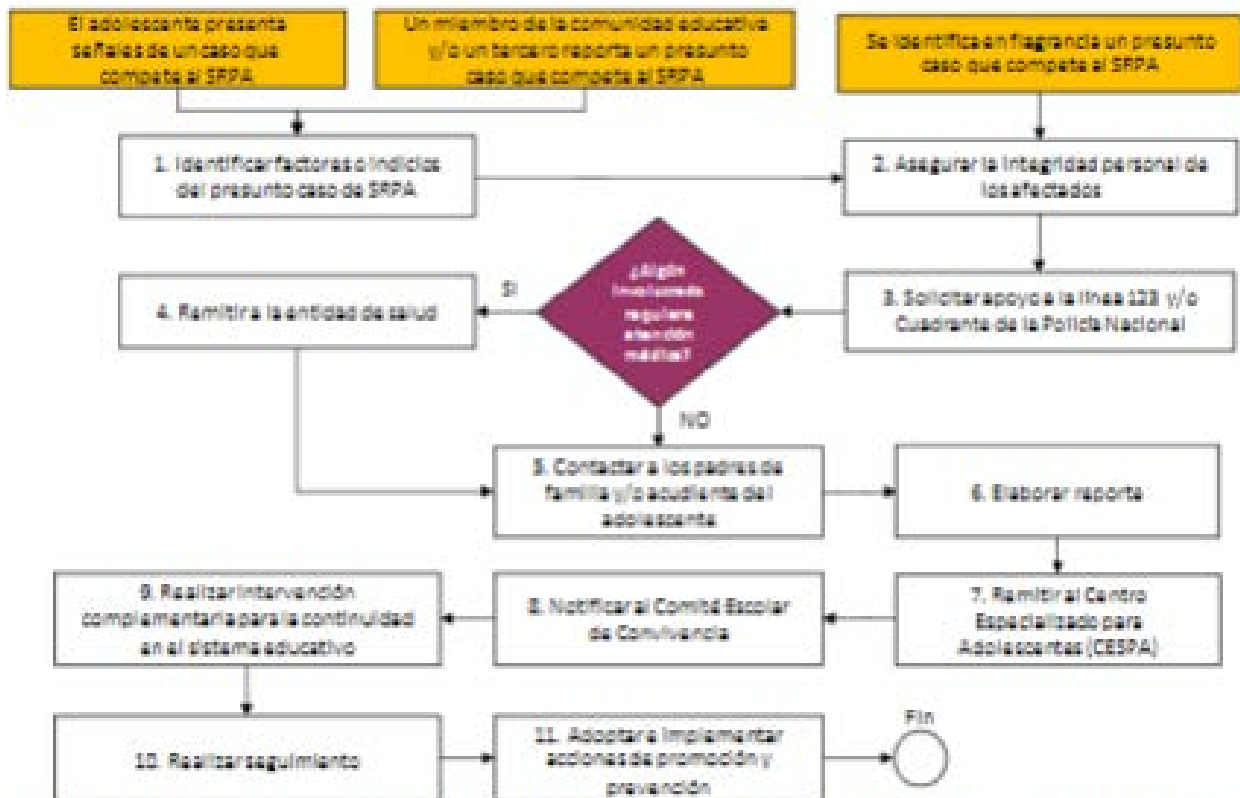 El adolescente presenta
señales de un caso que
compete al SRPA
Un miembro de la comunidad educativa
y/o un tercero reporta un presunto
caso que compete al SRPA
Se identifica en flagrancia un presunto
caso que compete al SRPA
1. Identificar factores o indicios
del presunto caso de SRPA
2. Asegurar la integridad personal de
los afectados
3. Solicitar apoyo a la línea 123 y/o
Cuadrante de la Policía Nacional
¿Algún
involucrado
requiere
atención
médica?
SI
4. Remitir a la entidad de salud
NO
5. Contactar a los padres de
familia y/o acudiente del
adolescente
6. Elaborar reporte
7. Remitir al Centro
Especializado para
Adolescentes (CESPA)
8. Notificar al Comité Escolar
de Convivencia
9. Realizar intervención
complementaria para la continuidad
en el sistema educativo
10. Realizar seguimiento
11. Adoptar e implementar
acciones de promoción y
prevención
Fin